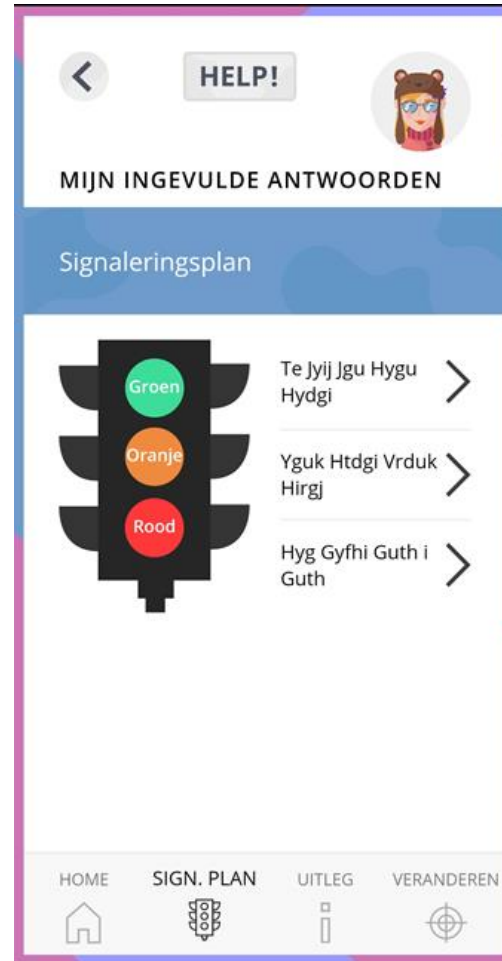 HELP!
MIJN INGEVULDE ANTWOORDEN
Signaleringsplan
Groen
Te Jyij Jgu Hygu
Hydgi
Oranje
Yguk Htdgi Vrduk
Hirgj
Rood
Hyg Gyfhi Guth i
Guth
HOME
SIGN. PLAN
UITLEG
VERANDEREN